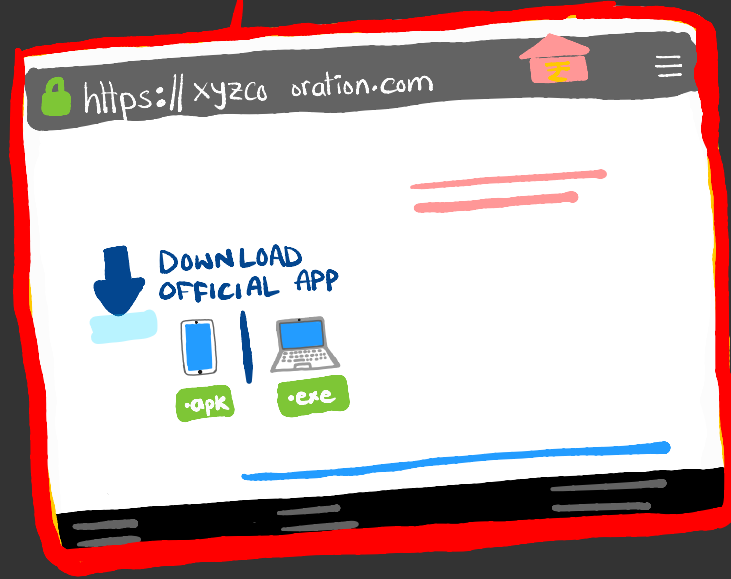 https://xyzco oration.com
₹
DOWNLOAD
OFFICIAL APP
.apk
.exe